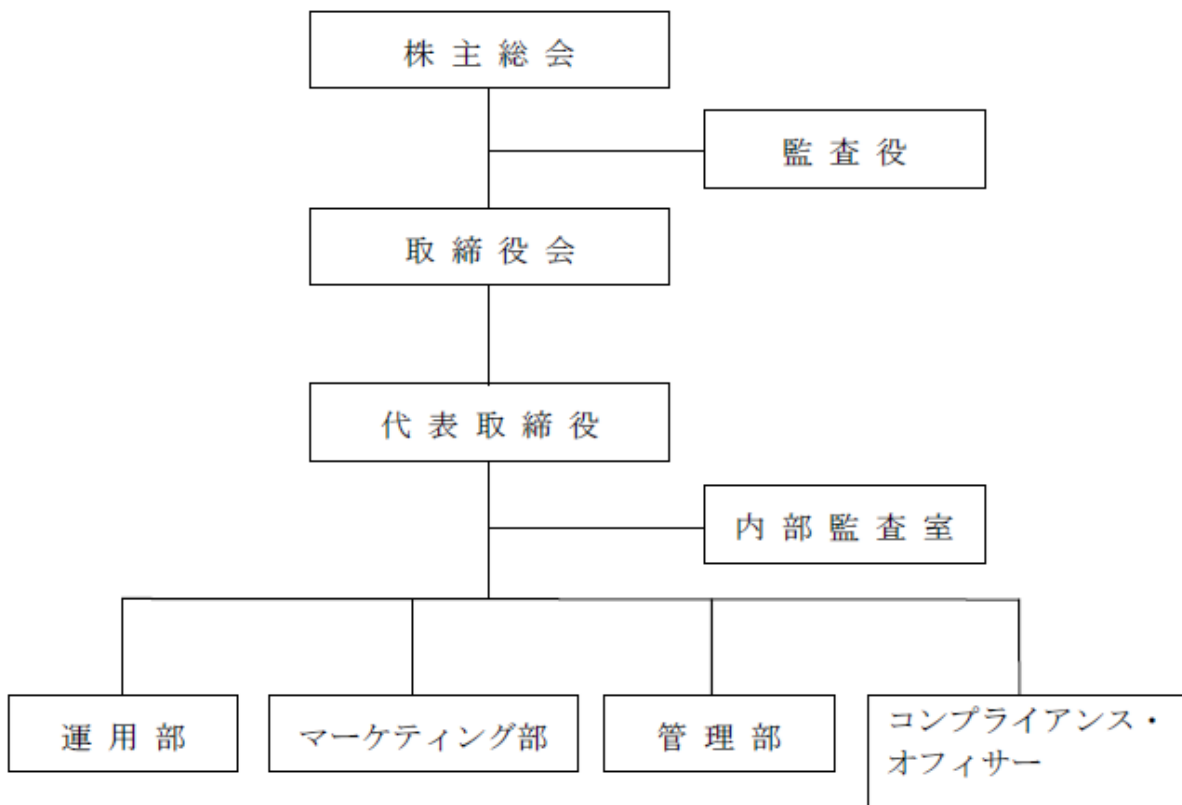 株主総会
監査役
取締役会
代表取締役
内部監査室
運用部
マーケティング部
管理部
コンプライアンス・
オフィサー